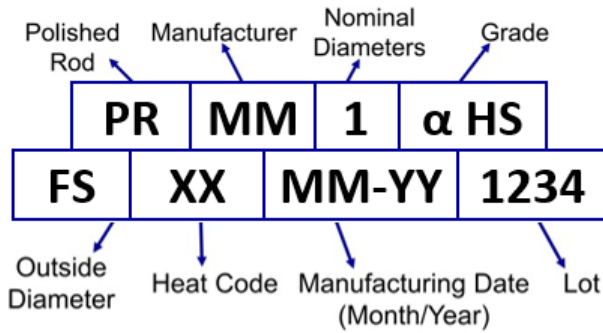 Polished Rod
Manufacturer
Nominal Diameters
Grade
PR MM 1 α HS
FS XX MM-YY 1234
Outside Diameter
Heat Code
Manufacturing Date (Month/Year)
Lot